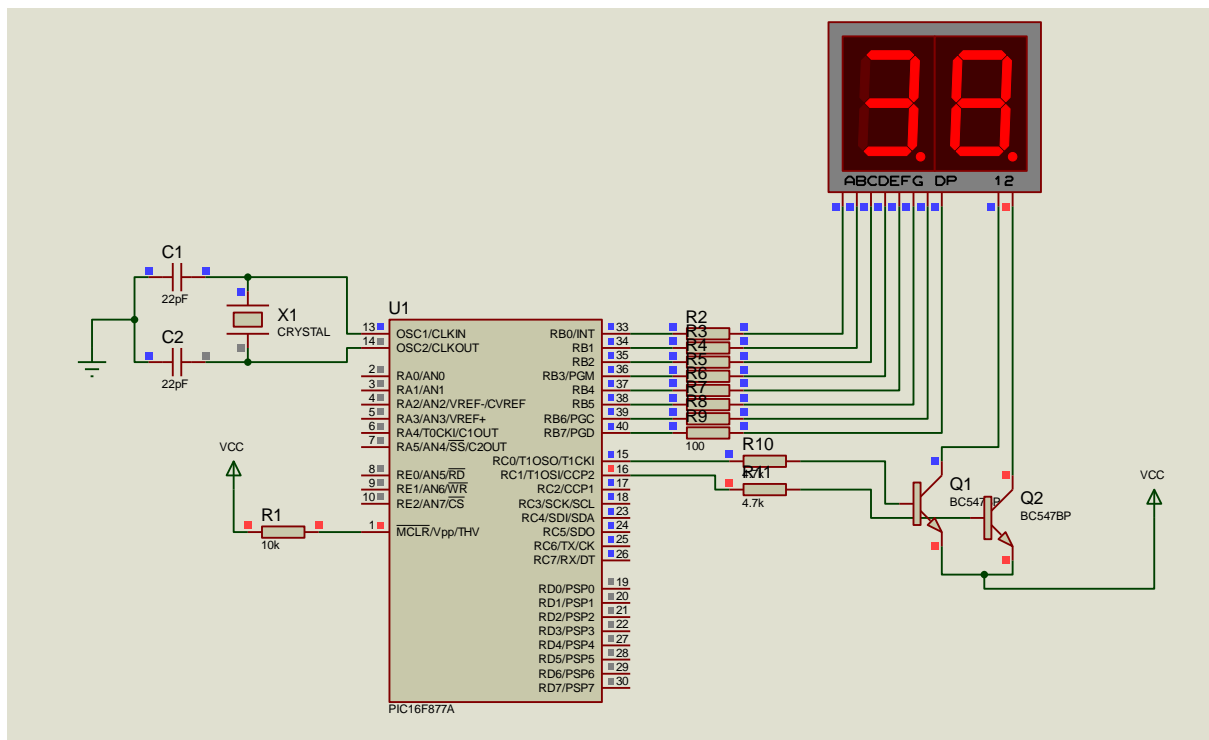 38
ABCDEFG DP 12
C1
22pF
X1
CRYSTAL
C2
22pF
U1
13 OSC1/CLKIN
14 OSC2/CLKOUT
2 RA0/AN0
3 RA1/AN1
4 RA2/AN2/VREF-/CVREF
5 RA3/AN3/VREF+
6 RA4/T0CKI/C1OUT
7 RA5/AN4/SS/C2OUT
8 RE0/AN5/RD
9 RE1/AN6/WR
10 RE2/AN7/CS
1 MCLR/Vpp/THV
RB0/INT 33
RB1 34
RB2 35
RB3/PGM 36
RB4 37
RB5 38
RB6/PGC 39
RB7/PGD 40
RC0/T1OSO/T1CKI 15
RC1/T1OSI/CCP2 16
RC2/CCP1 17
RC3/SCK/SCL 18
RC4/SDI/SDA 23
RC5/SDO 24
RC6/TX/CK 25
RC7/RX/DT 26
RD0/PSP0 19
RD1/PSP1 20
RD2/PSP2 21
RD3/PSP3 22
RD4/PSP4 27
RD5/PSP5 28
RD6/PSP6 29
RD7/PSP7 30
PIC16F877A
VCC
R1
10k
R2
R3
R4
R5
R6
R7
R8
R9
100
R10
4.7k
R11
4.7k
Q1
BC547BP
Q2
BC547BP
VCC